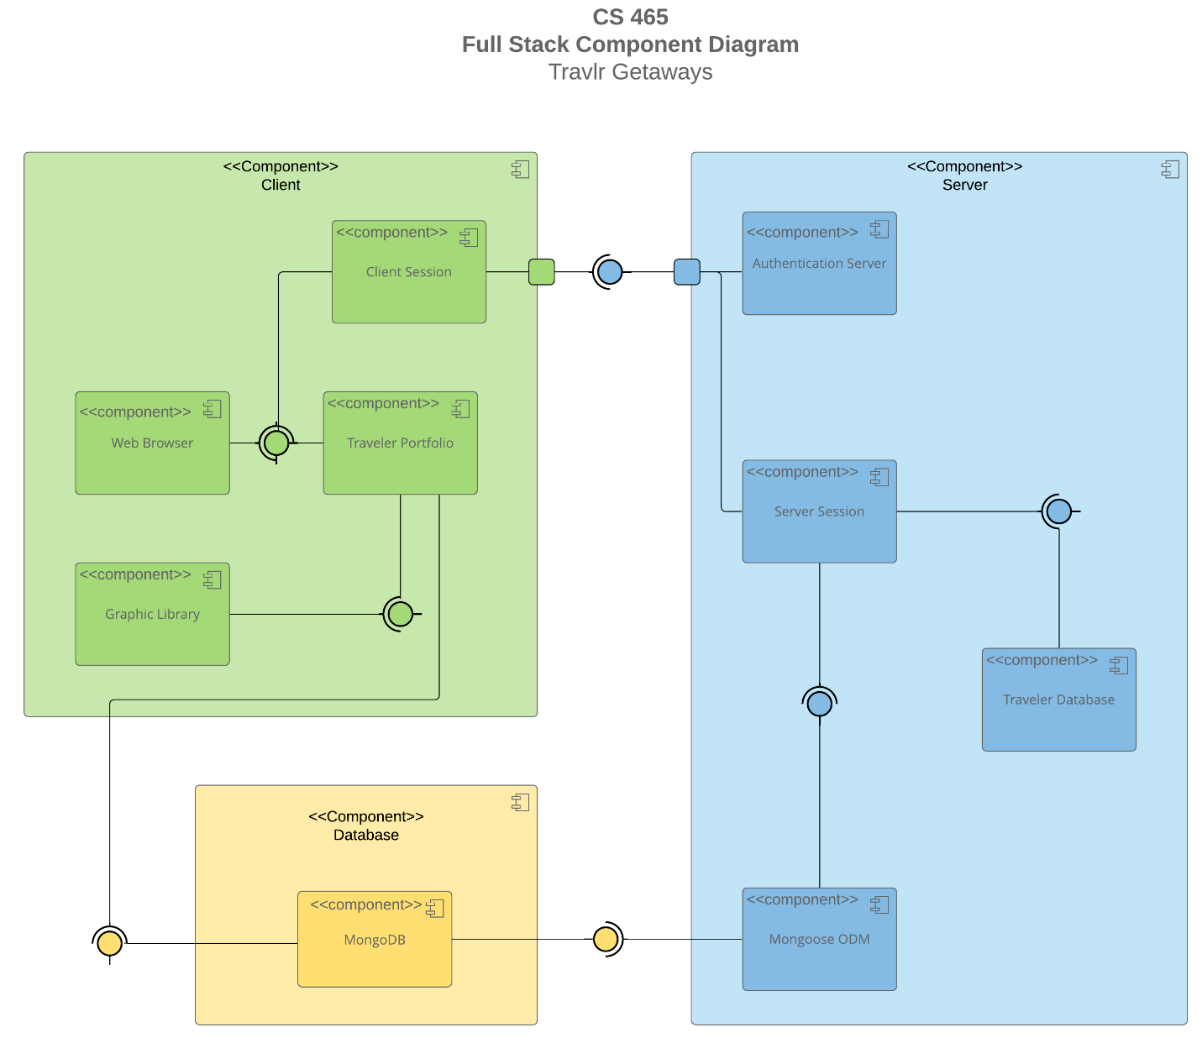 CS 465
Full Stack Component Diagram
Travlr Getaways
<<Component>>
Client
<<component>>
Client Session
<<component>>
Web Browser
<<component>>
Traveler Portfolio
<<component>>
Graphic Library
<<Component>>
Database
<<component>>
MongoDB
<<Component>>
Server
<<component>>
Authentication Server
<<component>>
Server Session
<<component>>
Traveler Database
<<component>>
Mongoose ODM